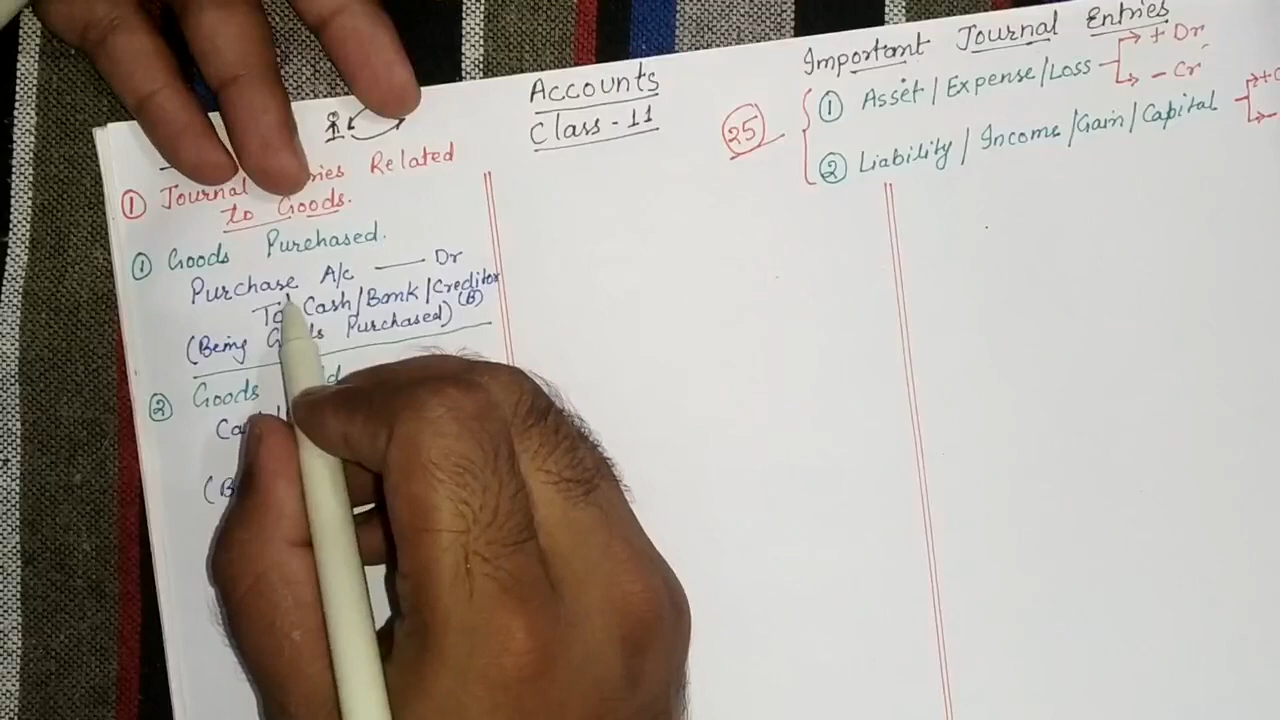 Accounts
Class - 11
Important Journal Entries
25
① Asset / Expense / Loss
+ Dr
- Cr
② Liability / Income / Gain / Capital
+
-
① Journal Related
to Goods.
① Goods Purchased.
Purchase A/c —— Dr
To Cash/Bank/Creditor
(Being Purchased) (B)
② Goods